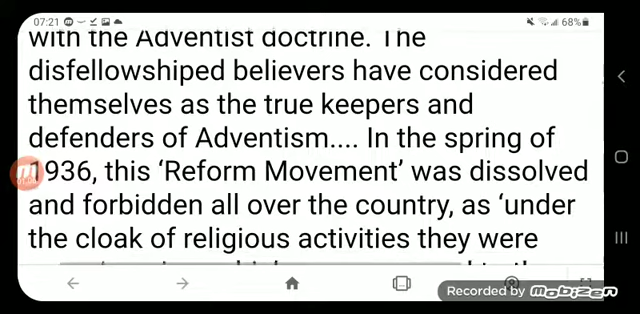 07:21
68%
with the Adventist doctrine. The
disfellowshiped believers have considered
themselves as the true keepers and
defenders of Adventism.... In the spring of
1936, this ‘Reform Movement’ was dissolved
and forbidden all over the country, as ‘under
the cloak of religious activities they were
Recorded by Mobizen